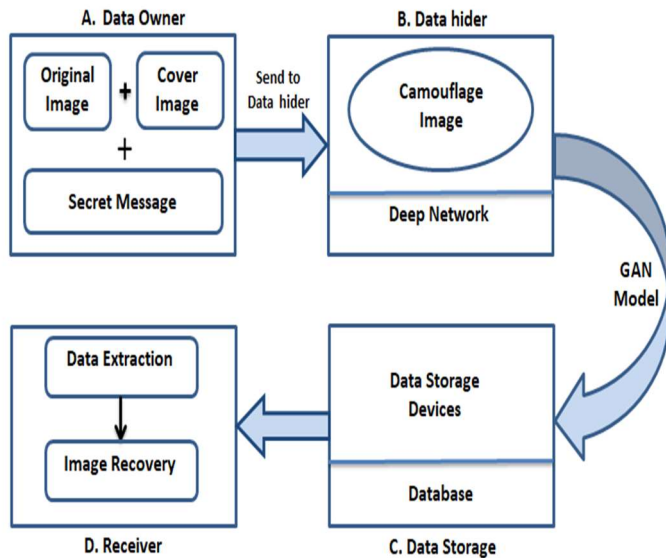 A. Data Owner
Original
Image
+
Cover
Image
+
Secret Message
Send to
Data hider
B. Data hider
Camouflage
Image
Deep Network
GAN
Model
Data Storage
Devices
Database
C. Data Storage
Data Extraction
Image Recovery
D. Receiver